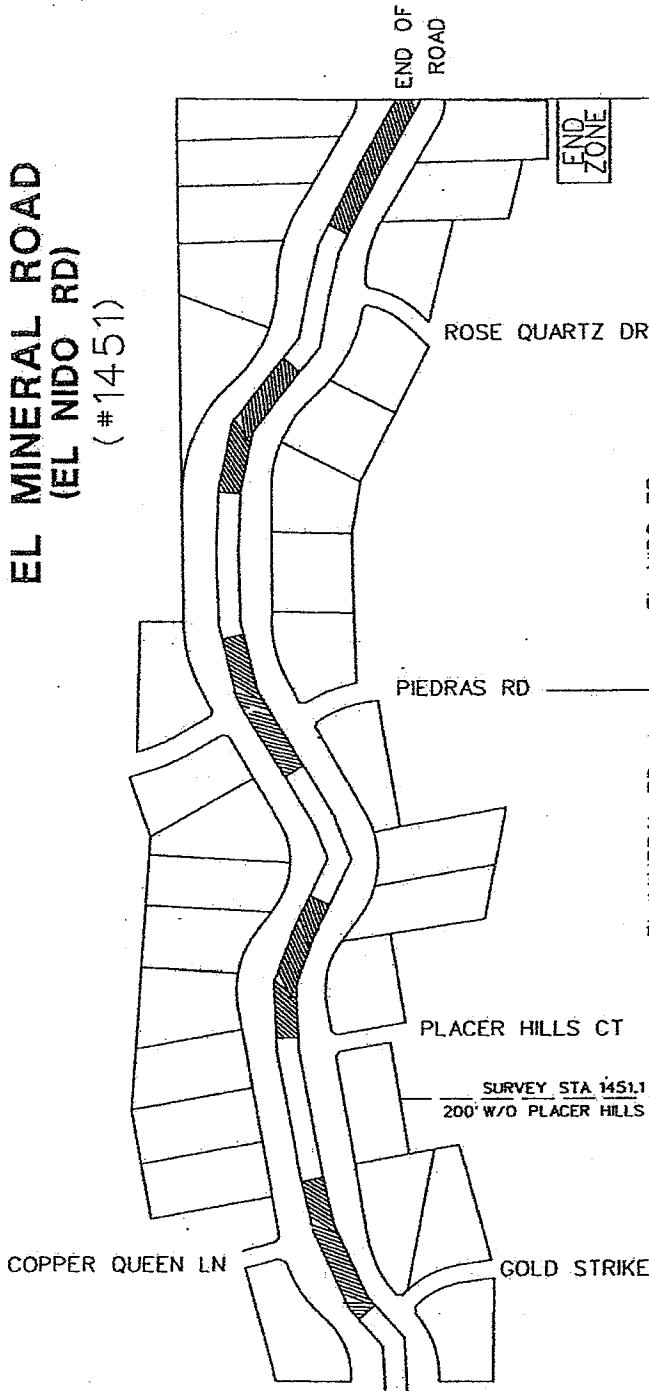 EL MINERAL ROAD
(EL NIDO RD)
(#1451)
END OF
ROAD
END
ZONE
ROSE QUARTZ DR
PIEDRAS RD
PLACER HILLS CT
SURVEY STA 1451.1
200' W/O PLACER HILLS
COPPER QUEEN LN
GOLD STRIKE